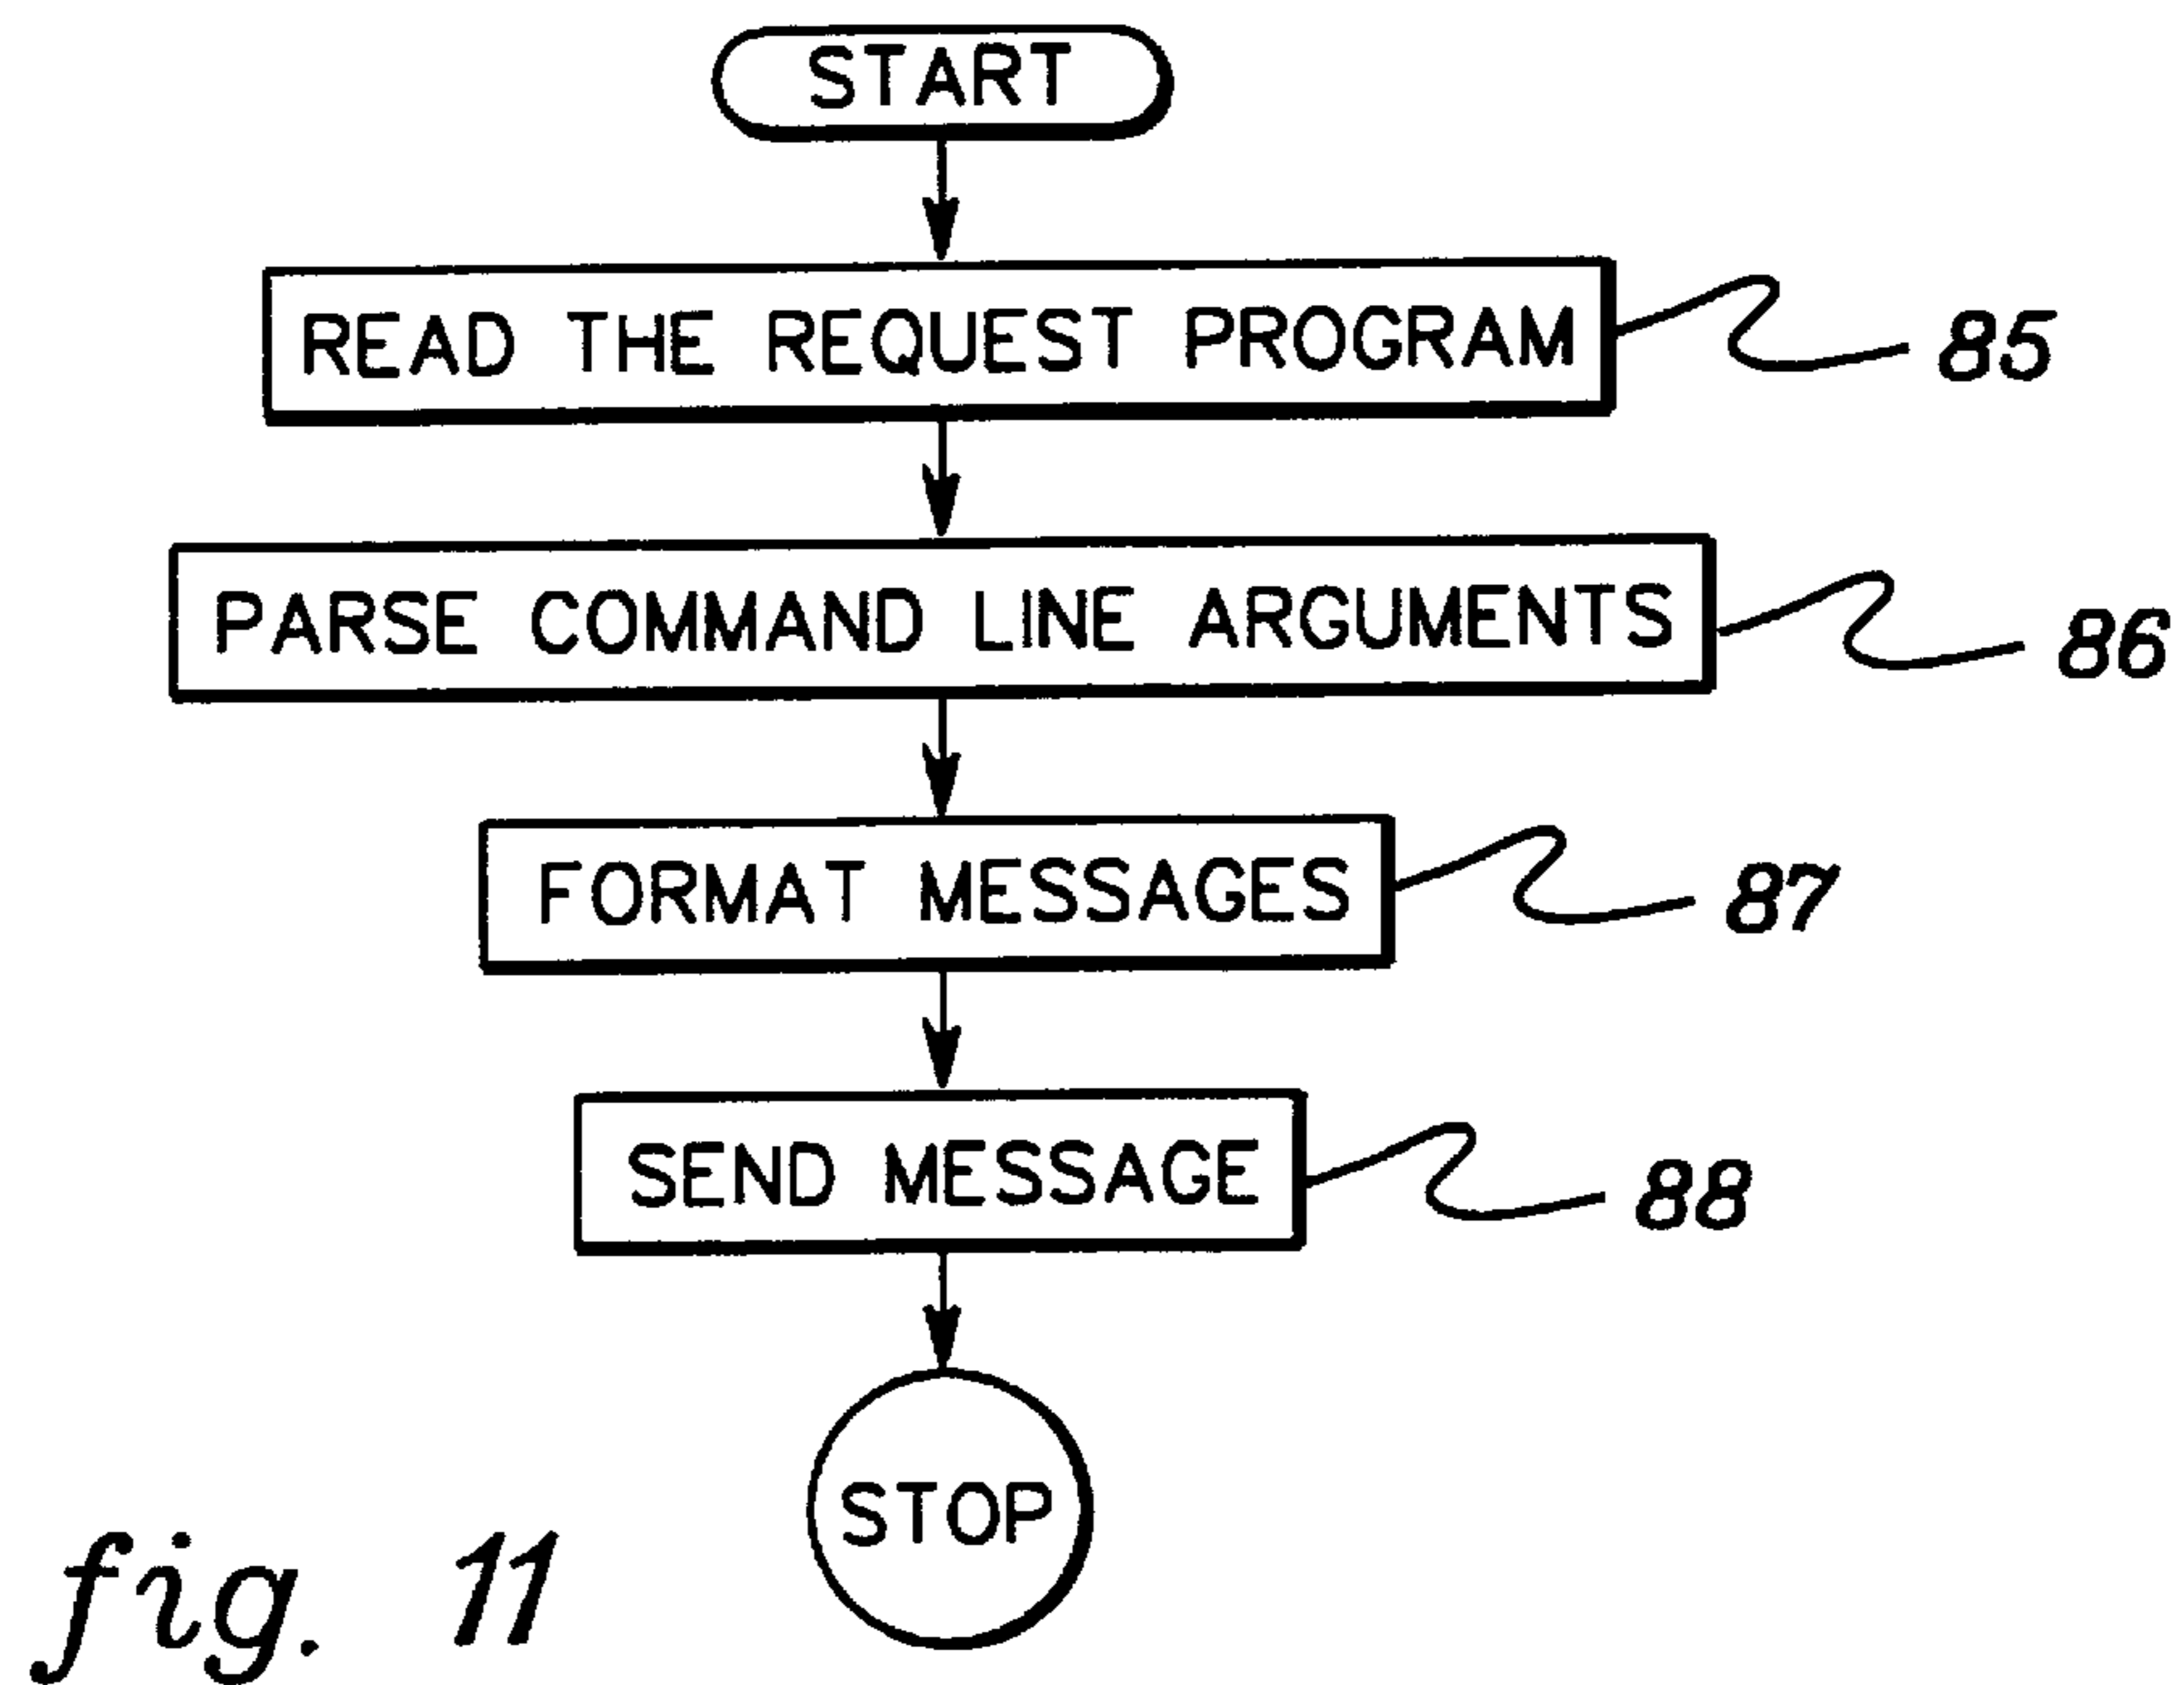 START
READ THE REQUEST PROGRAM
85
PARSE COMMAND LINE ARGUMENTS
86
FORMAT MESSAGES
87
SEND MESSAGE
88
STOP
fig. 11